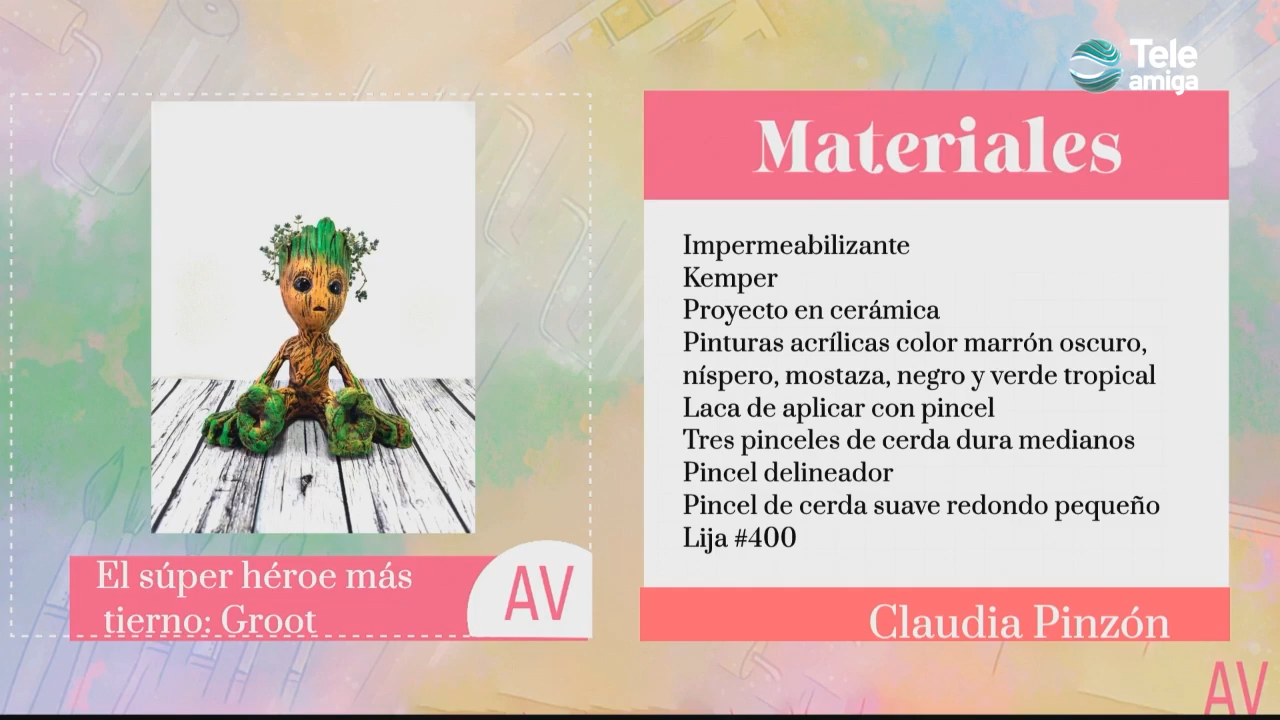 Tele
amiga
Materiales
Impermeabilizante
Kemper
Proyecto en cerámica
Pinturas acrílicas color marrón oscuro,
níspero, mostaza, negro y verde tropical
Laca de aplicar con pincel
Tres pinceles de cerda dura medianos
Pincel delineador
Pincel de cerda suave redondo pequeño
Lija #400
El súper héroe más
tierno: Groot
AV
Claudia Pinzón
AV